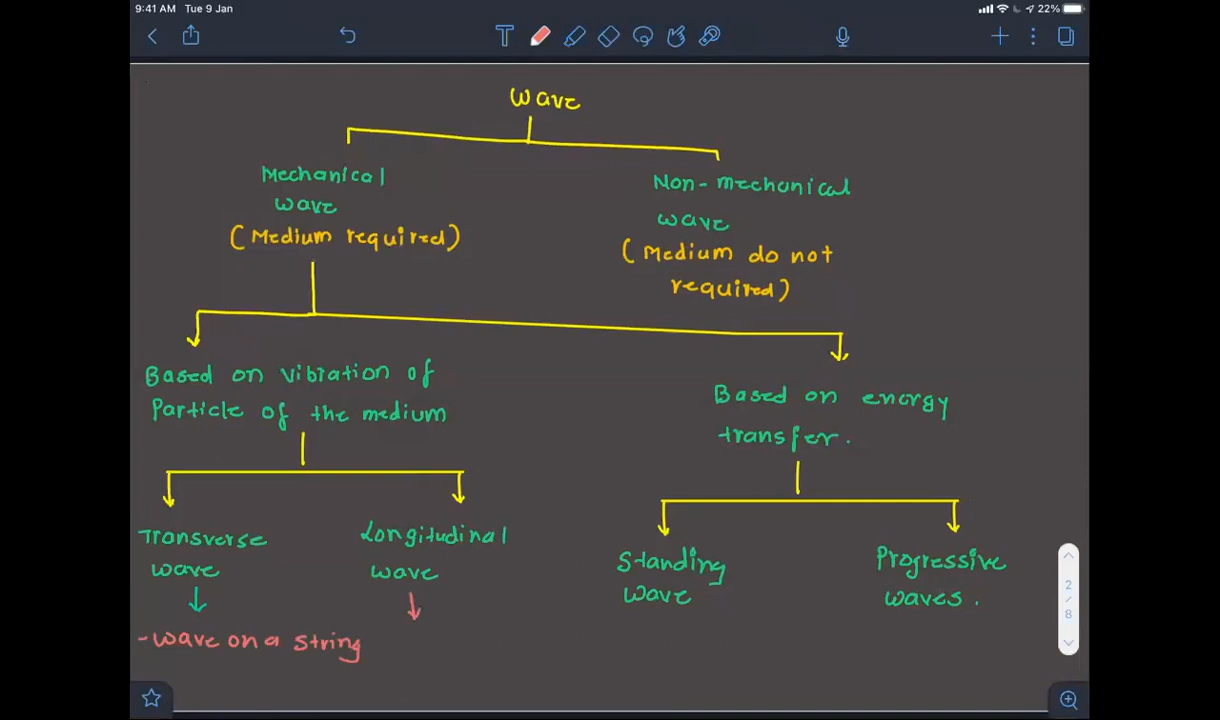 9:41 AM Tue 9 Jan
22%
Wave
Mechanical
wave
(Medium required)
Non-mechanical
wave
(Medium do not
required)
Based on vibration of
Particle of the medium
Based on energy
transfer.
Transverse
wave
Longitudinal
wave
Standing
wave
Progressive
waves.
-wave on a string
2
/
8